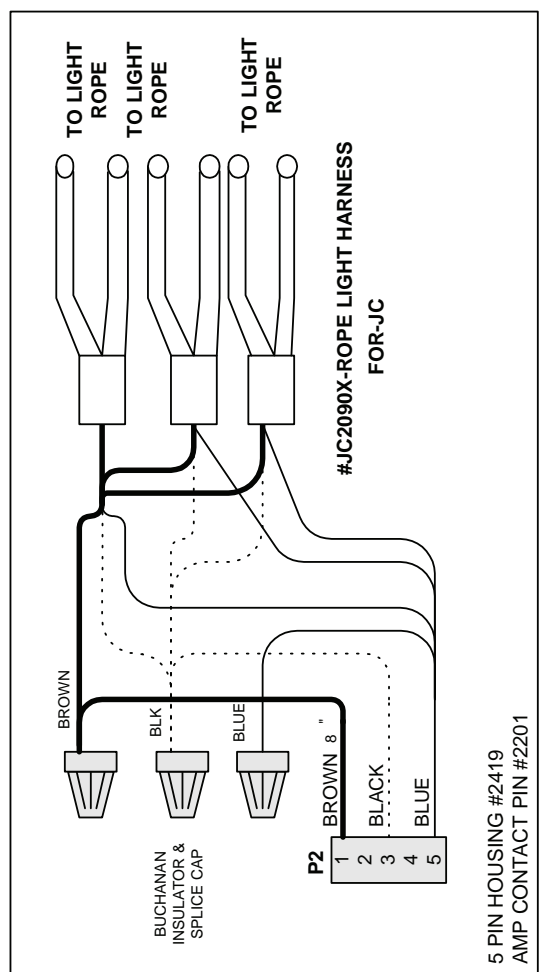 TO LIGHT
ROPE
TO LIGHT
ROPE
TO LIGHT
ROPE
#JC2090X-ROPE LIGHT HARNESS
FOR-JC
BROWN
BLK
BLUE
BUCHANAN
INSULATOR &
SPLICE CAP
P2
1 BROWN 8 "
2
3 BLACK
4
5 BLUE
5 PIN HOUSING #2419
AMP CONTACT PIN #2201